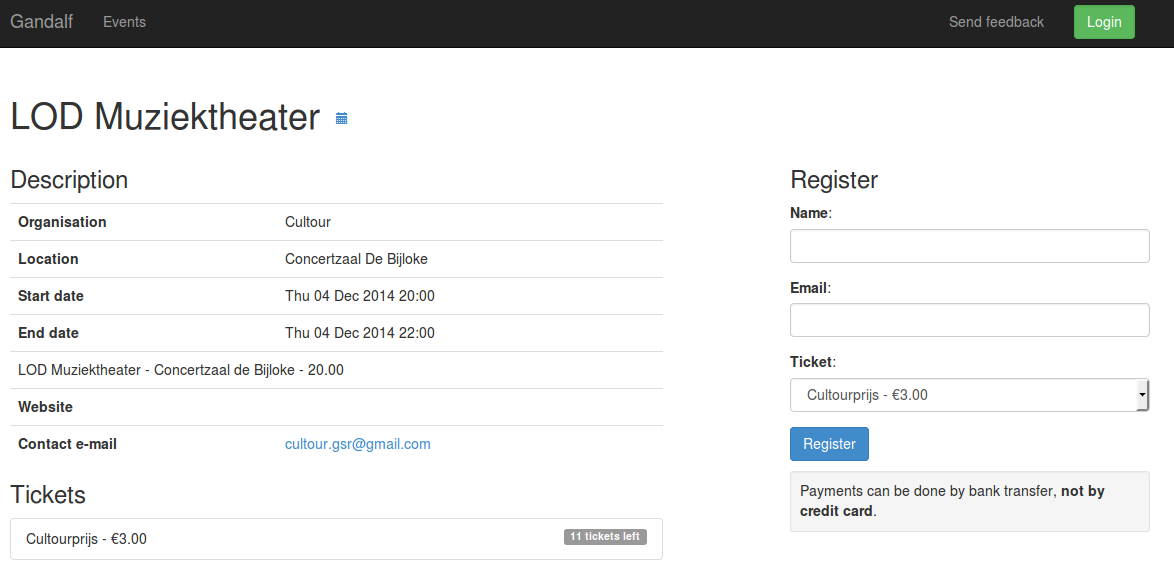 Gandalf Events Send feedback Login
LOD Muziektheater
Description
Organisation Cultour
Location Concertzaal De Bijloke
Start date Thu 04 Dec 2014 20:00
End date Thu 04 Dec 2014 22:00
LOD Muziektheater - Concertzaal de Bijloke - 20.00
Website
Contact e-mail cultour.gsr@gmail.com
Tickets
Cultourprijs - €3.00 11 tickets left
Register
Name:
Email:
Ticket:
Cultourprijs - €3.00
Register
Payments can be done by bank transfer, not by
credit card.